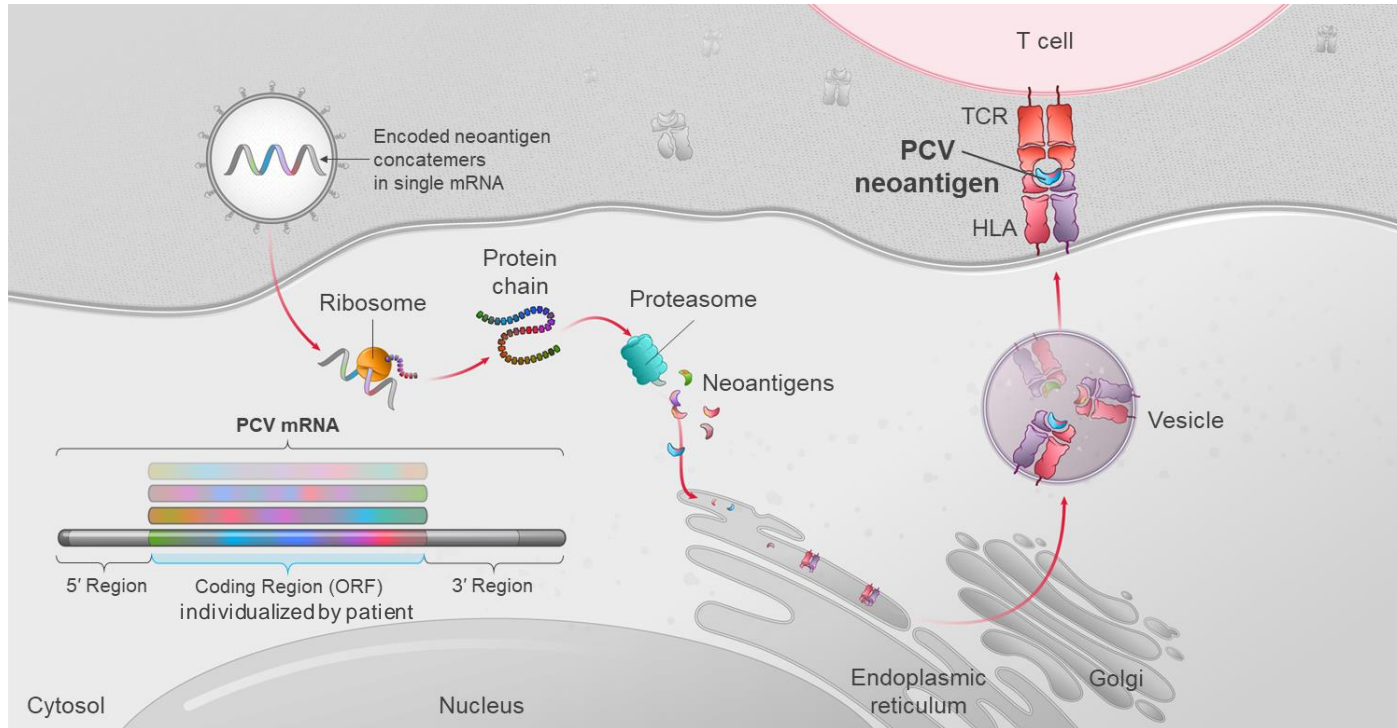 T cell
Encoded neoantigen
concatemers
in single mRNA
TCR
PCV
neoantigen
HLA
Protein
chain
Ribosome
Proteasome
Neoantigens
Vesicle
PCV mRNA
5′ Region
Coding Region (ORF)
individualized by patient
3′ Region
Endoplasmic
reticulum
Golgi
Cytosol
Nucleus